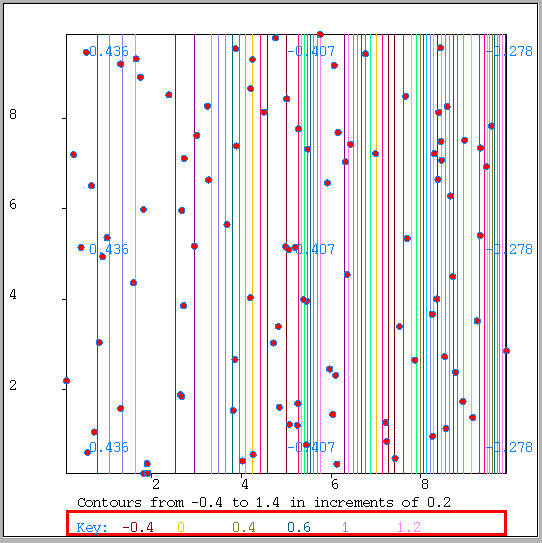 0.436 -0.407 -0.278
8
6
0.436 -0.407 -0.278
4
2
0.436 -0.407 -0.278
2 4 6 8
Contours from -0.4 to 1.4 in increments of 0.2
Key: -0.4 0 0.4 0.6 1 1.2